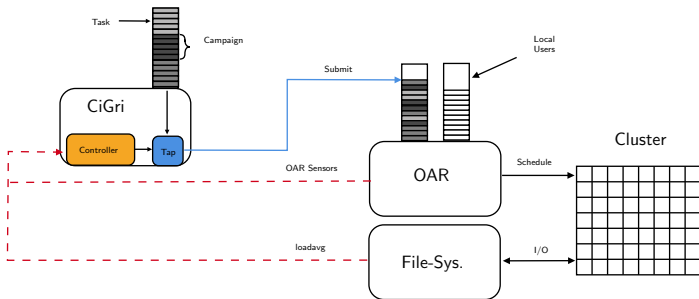 Task
Campaign
Local
Users
Submit
CiGri
Controller
Tap
Cluster
OAR Sensors
OAR
Schedule
loadavg
File-Sys.
I/O